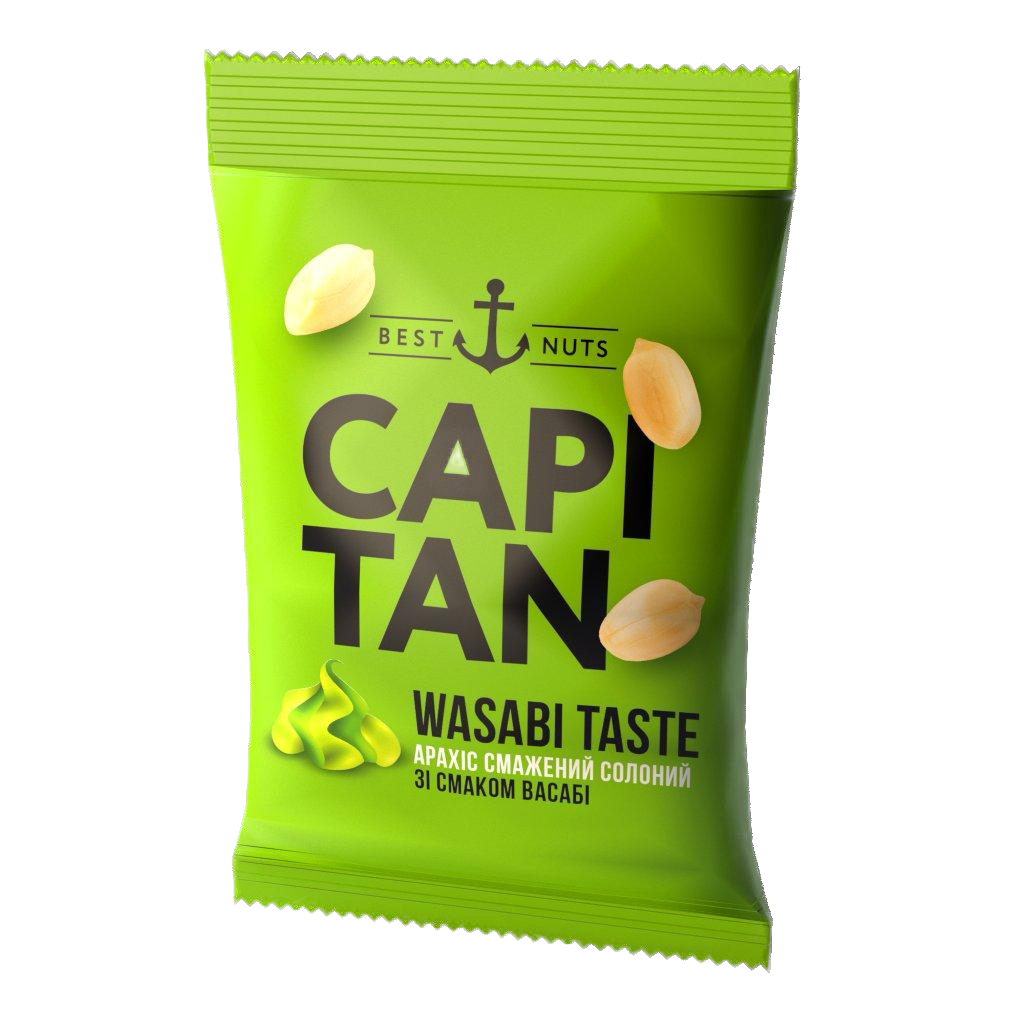 BEST NUTS
CAPI
TAN
WASABI TASTE
АРАХІС СМАЖЕНИЙ СОЛОНИЙ
ЗІ СМАКОМ ВАСАБІ